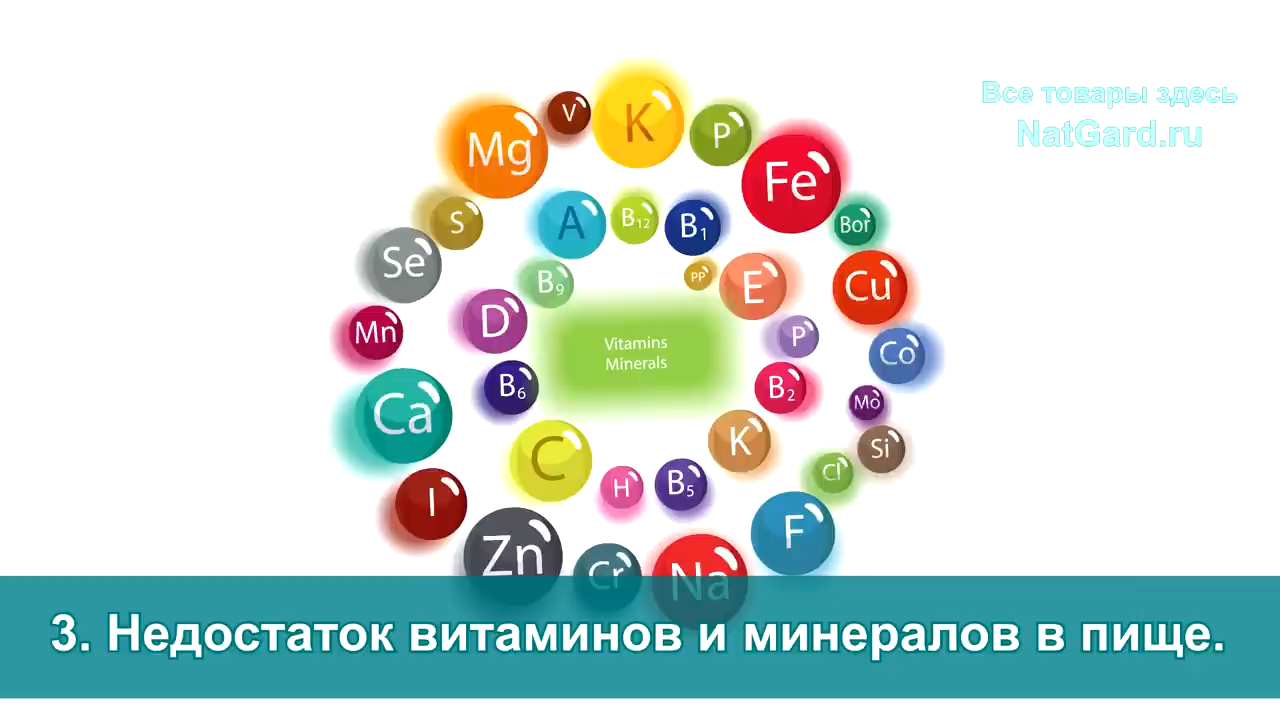 Все товары здесь
NatGard.ru
V
K
P
Mg
Fe
S
A
B12
B1
Bor
Se
B9
PP
E
Cu
Mn
D
P
Co
Vitamins
Minerals
B6
B2
Mo
Ca
C
K
Si
H
B5
Cl
I
F
Zn
Cr
Na
3. Недостаток витаминов и минералов в пище.